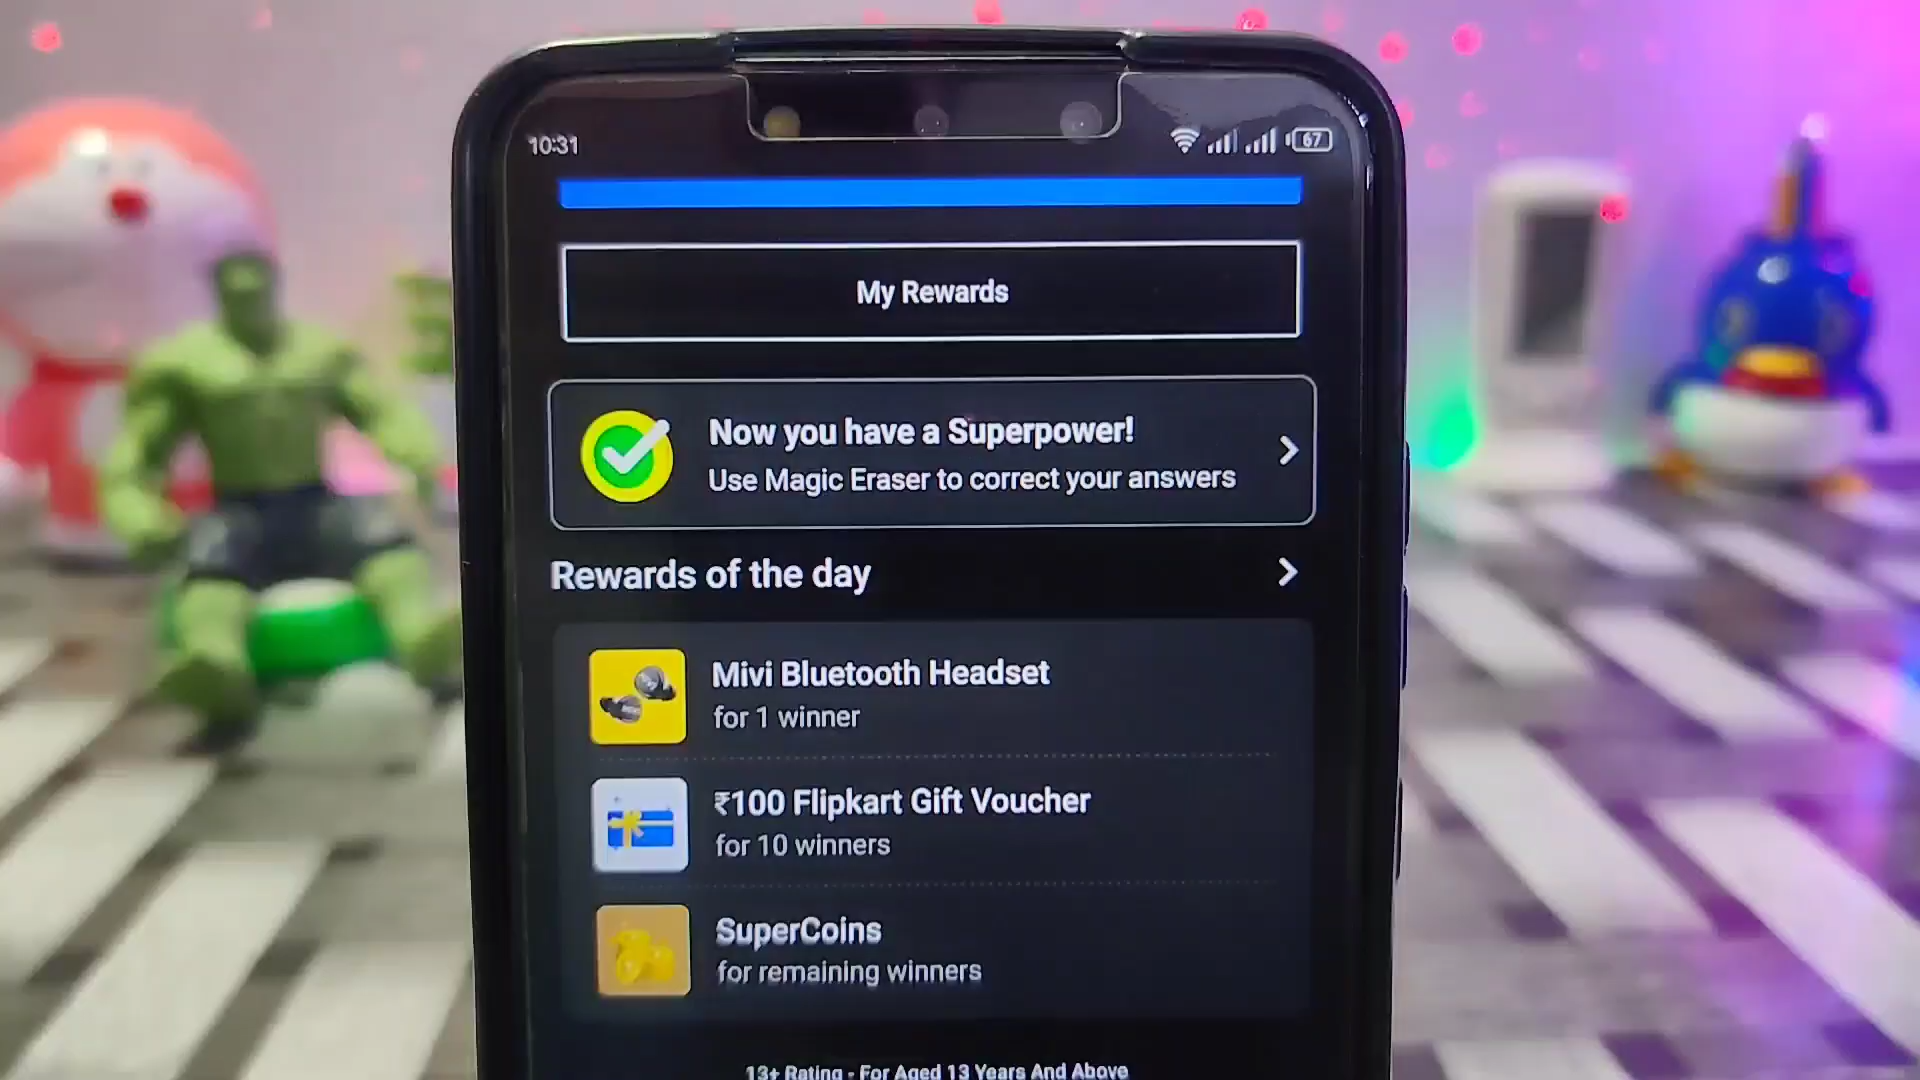 10:31
67
My Rewards
Now you have a Superpower!
Use Magic Eraser to correct your answers
Rewards of the day
Mivi Bluetooth Headset
for 1 winner
₹100 Flipkart Gift Voucher
for 10 winners
SuperCoins
for remaining winners
13+ Rating - For Aged 13 Years And Above